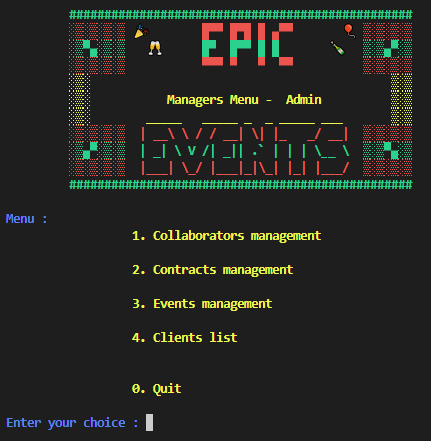 EPIC
Managers Menu -  Admin
EVENTS
Menu :
1. Collaborators management
2. Contracts management
3. Events management
4. Clients list
0. Quit
Enter your choice :